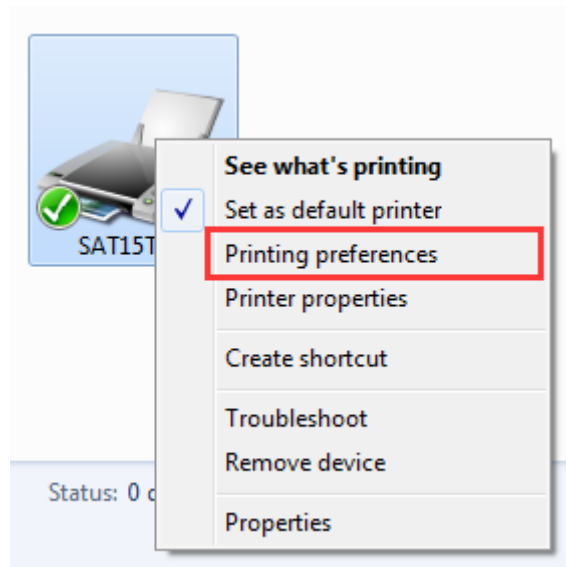 See what's printing
Set as default printer
SAT15T
Printing preferences
Printer properties
Create shortcut
Troubleshoot
Remove device
Status: 0
Properties